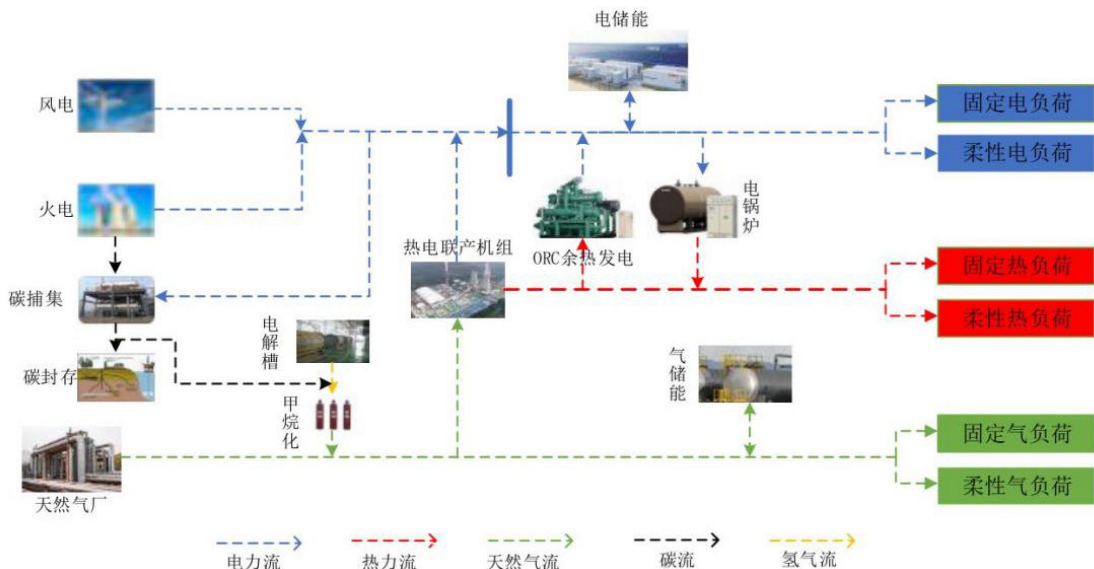 电储能
风电
固定电负荷
柔性电负荷
火电
电锅炉
热电联产机组
ORC余热发电
固定热负荷
柔性热负荷
碳捕集
电解槽
气储能
碳封存
甲烷化
固定气负荷
柔性气负荷
天然气厂
电力流
热力流
天然气流
碳流
氢气流